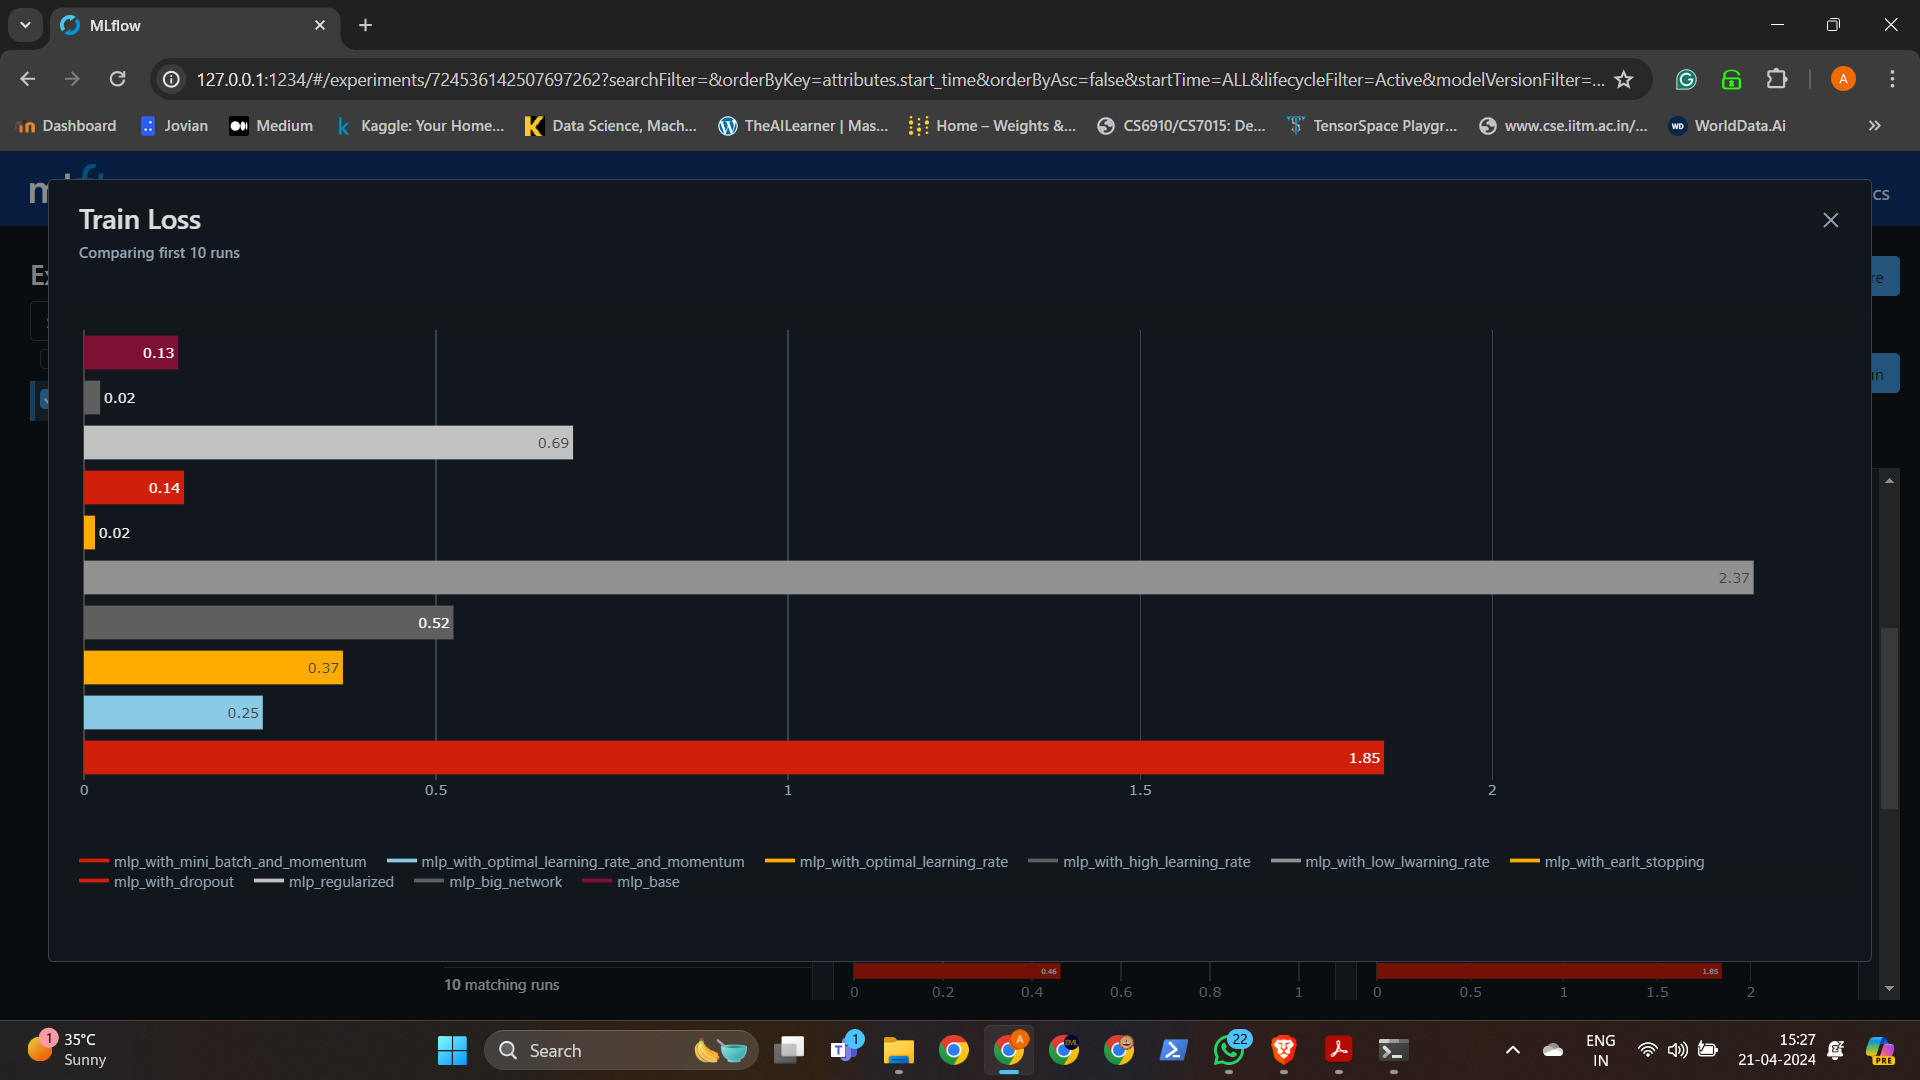 MLflow
127.0.0.1:1234/#/experiments/724536142507697262?searchFilter=&orderByKey=attributes.start_time&orderByAsc=false&startTime=ALL&lifecycleFilter=Active&modelVersionFilter=... A
Dashboard Jovian Medium Kaggle: Your Home... Data Science, Mach... TheAILearner | Mas... Home – Weights &... CS6910/CS7015: De... TensorSpace Playgr... www.cse.iitm.ac.in/... WD WorldData.Ai »
Train Loss
Comparing first 10 runs
0.13
0.02
0.69
0.14
0.02
2.37
0.52
0.37
0.25
1.85
0 0.5 1 1.5 2
mlp_with_mini_batch_and_momentum mlp_with_optimal_learning_rate_and_momentum mlp_with_optimal_learning_rate mlp_with_high_learning_rate mlp_with_low_lwarning_rate mlp_with_earlt_stopping
mlp_with_dropout mlp_regularized mlp_big_network mlp_base
0.46 1.85
10 matching runs
0 0.2 0.4 0.6 0.8 1 0 0.5 1 1.5 2
1 35°C
Sunny
Search
1
A
EML
22
ENG
IN
15:27
21-04-2024
PRE